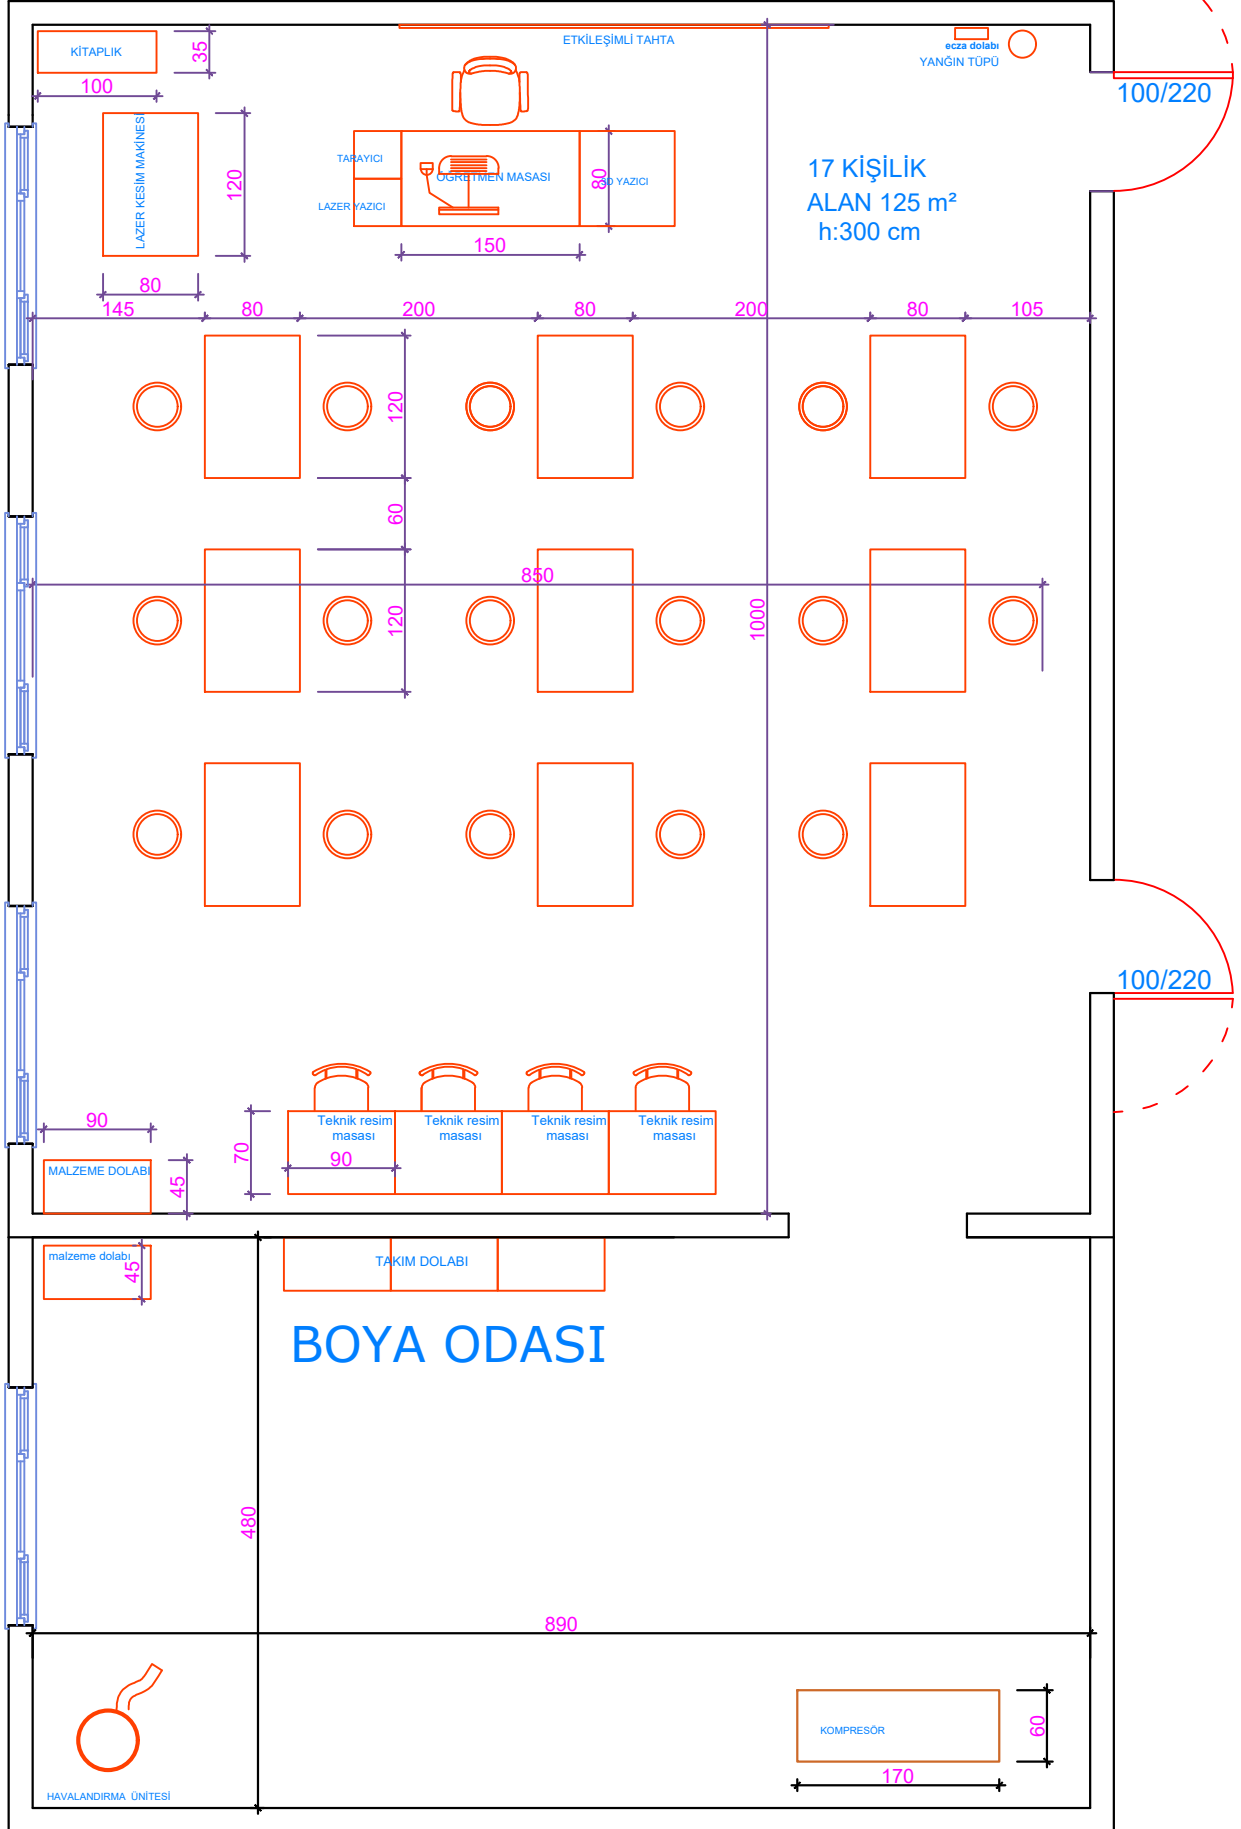 KİTAPLIK
35
100
ETKİLEŞİMLİ TAHTA
ecza dolabı
YANĞIN TÜPÜ
100/220
LAZER KESİM MAKİNESİ
120
80
TARAYICI
LAZER YAZICI
ÖĞRETMEN MASASI
80
3D YAZICI
150
17 KİŞİLİK
ALAN 125 m²
h:300 cm
145
80
200
80
200
80
105
120
60
120
850
1000
100/220
90
MALZEME DOLABI
45
70
90
Teknik resim
masası
Teknik resim
masası
Teknik resim
masası
Teknik resim
masası
malzeme dolabı
45
TAKIM DOLABI
BOYA ODASI
480
890
HAVALANDIRMA ÜNİTESİ
KOMPRESÖR
60
170